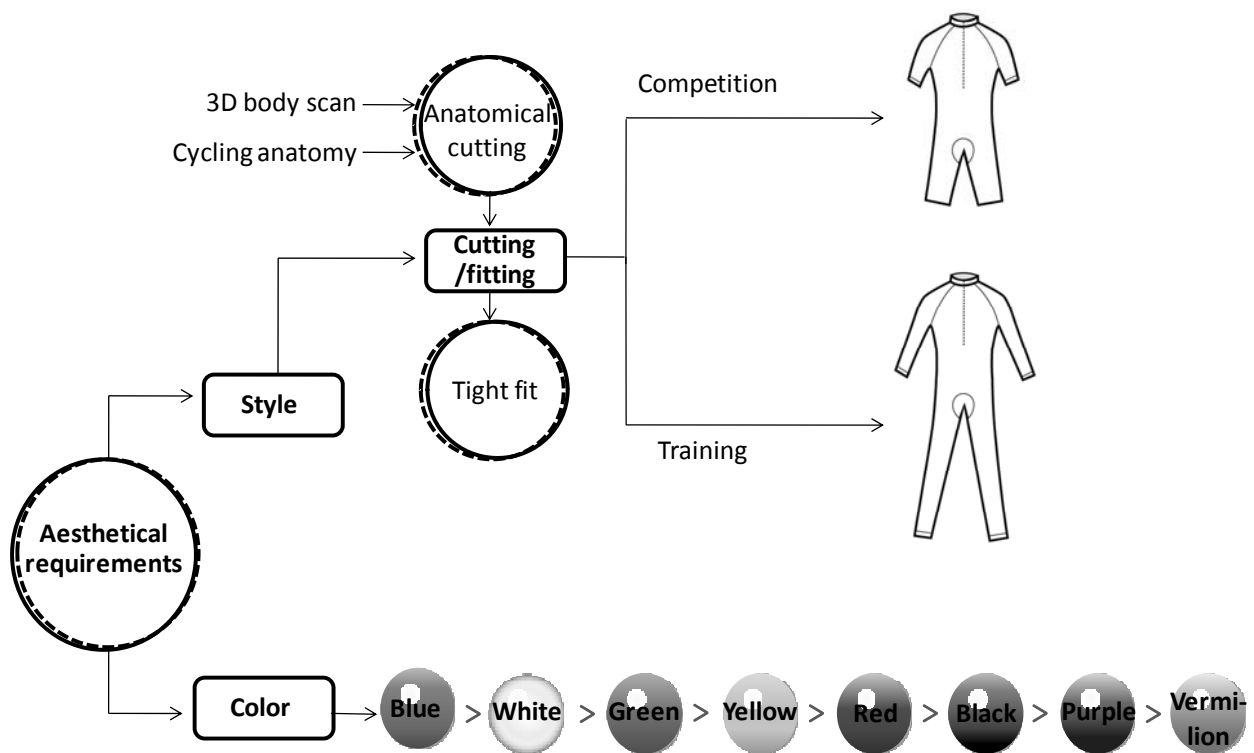 Competition
3D body scan
Anatomical
cutting
Cycling anatomy
Cutting
/fitting
Tight fit
Style
Training
Aesthetical
requirements
Color
Blue > White > Green > Yellow > Red > Black > Purple > Vermi-
lion